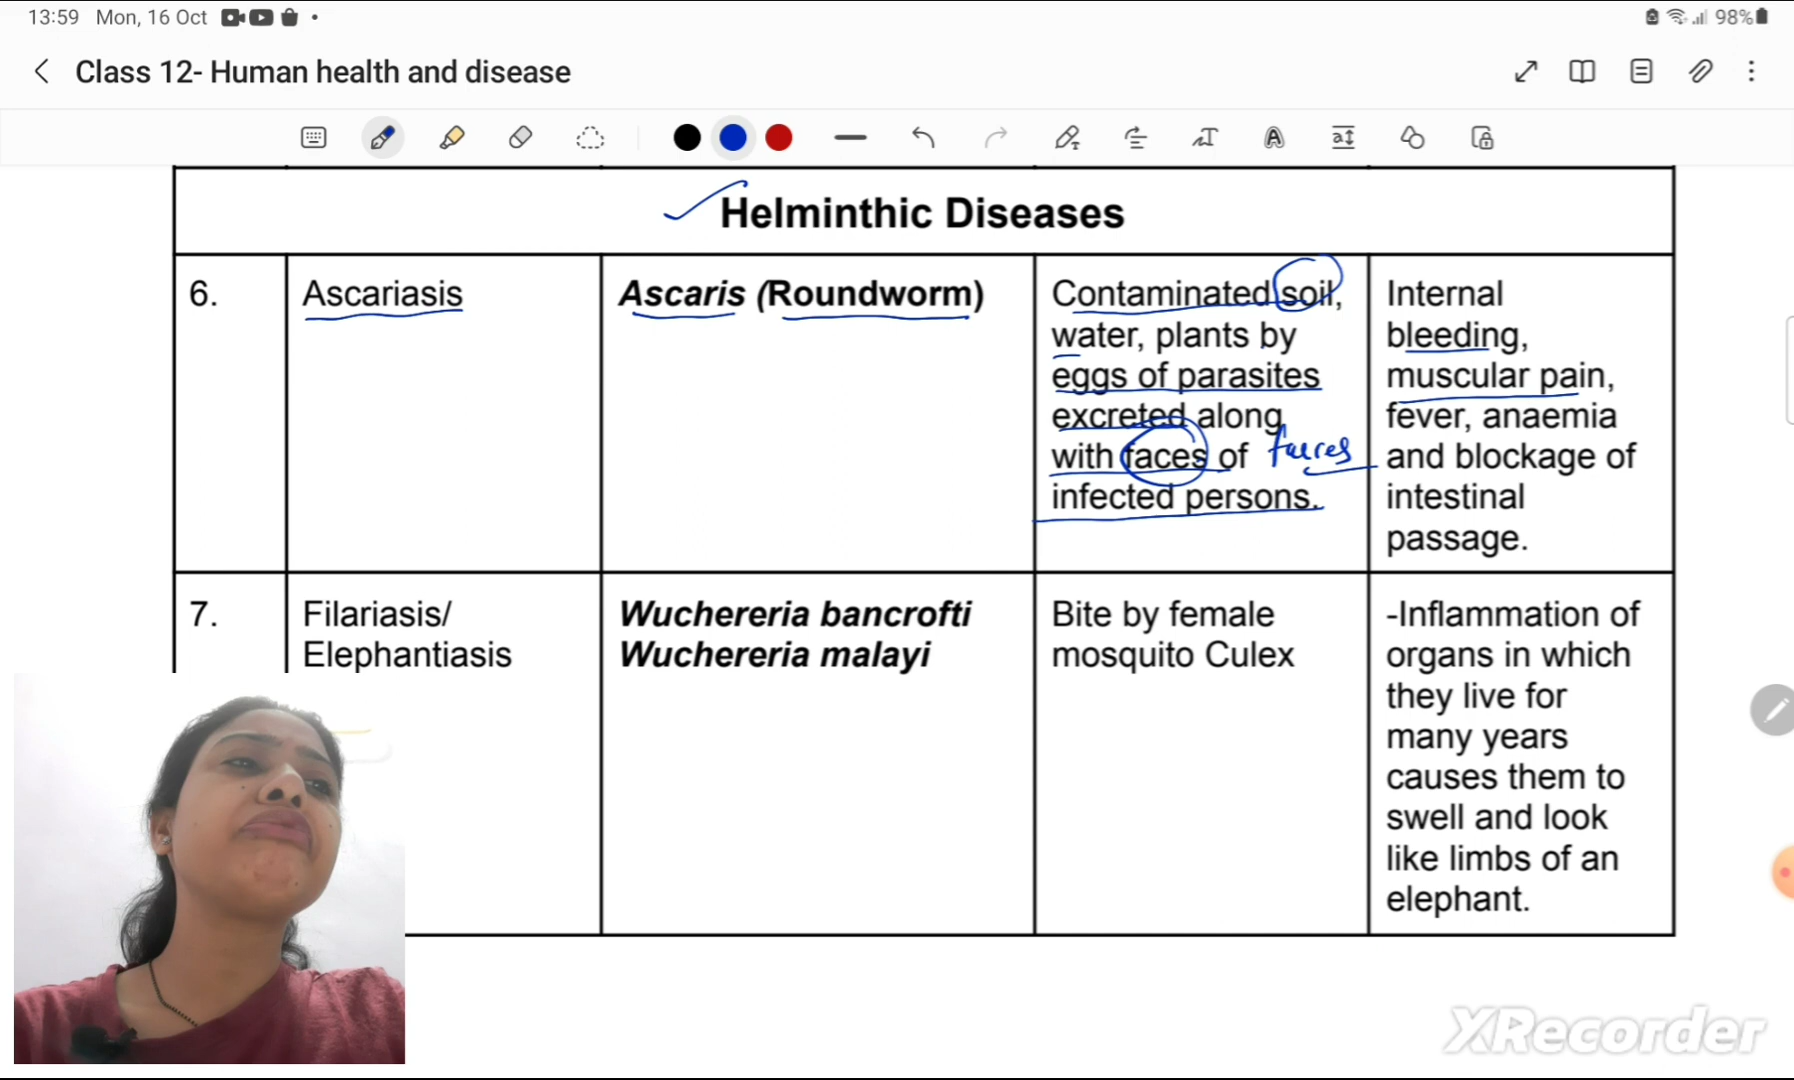 13:59 Mon, 16 Oct
98%
Class 12- Human health and disease
Helminthic Diseases
6.
Ascariasis
Ascaris (Roundworm)
Contaminated soil,
water, plants by
eggs of parasites
excreted along
with faces of
infected persons.
faeces
Internal
bleeding,
muscular pain,
fever, anaemia
and blockage of
intestinal
passage.
7.
Filariasis/
Elephantiasis
Wuchereria bancrofti
Wuchereria malayi
Bite by female
mosquito Culex
-Inflammation of
organs in which
they live for
many years
causes them to
swell and look
like limbs of an
elephant.
XRecorder